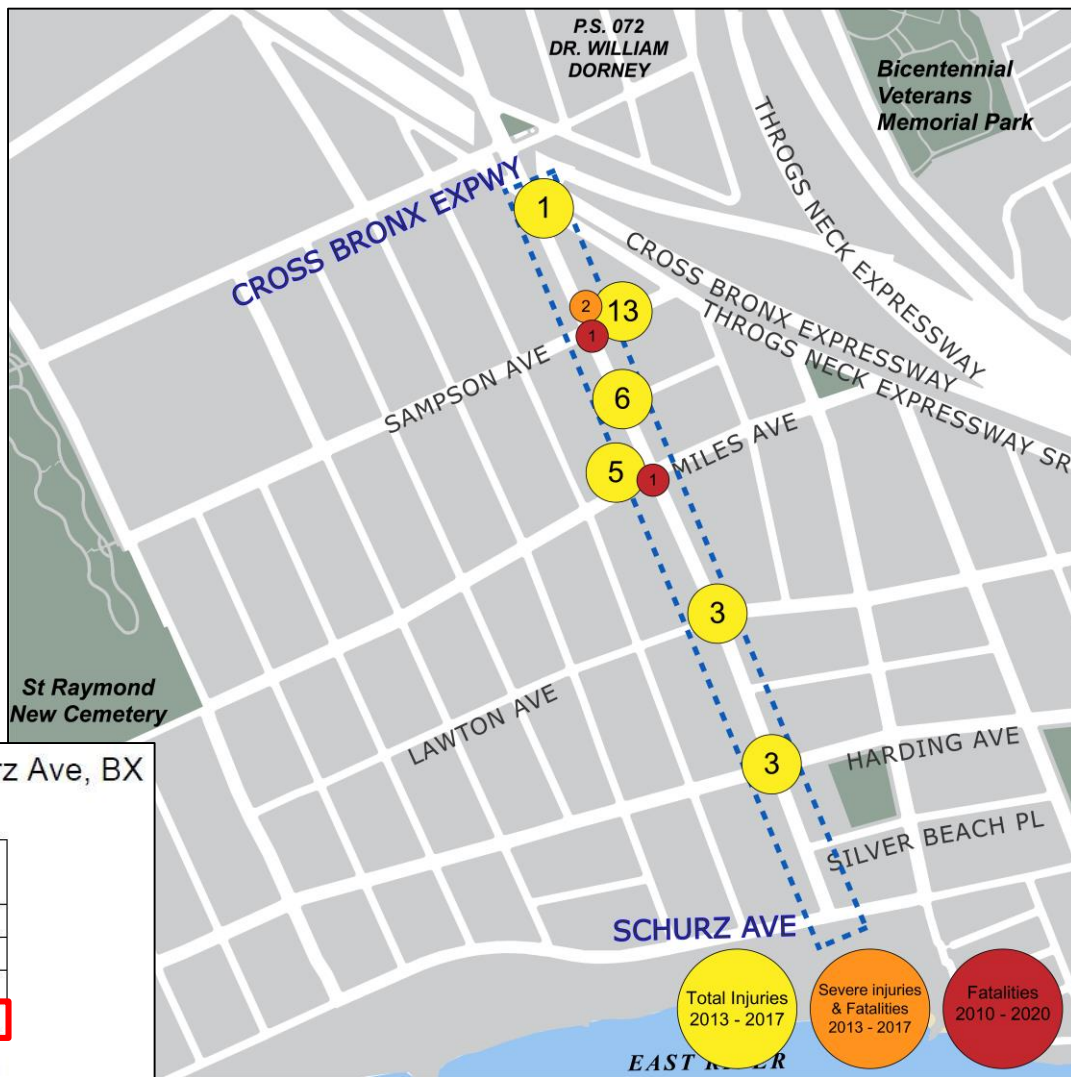 P.S. 072
DR. WILLIAM
DORNEY
Bicentennial
Veterans
Memorial Park
THROGS NECK EXPRESSWAY
CROSS BRONX EXPWY
1
CROSS BRONX EXPRESSWAY
THROGS NECK EXPRESSWAY SR
2
13
1
SAMPSON AVE
6
5
1
MILES AVE
3
St Raymond
New Cemetery
LAWTON AVE
3
HARDING AVE
SILVER BEACH PL
rz Ave, BX
SCHURZ AVE
Total Injuries
2013 - 2017
Severe injuries
& Fatalities
2013 - 2017
Fatalities
2010 - 2020
EAST RIVER